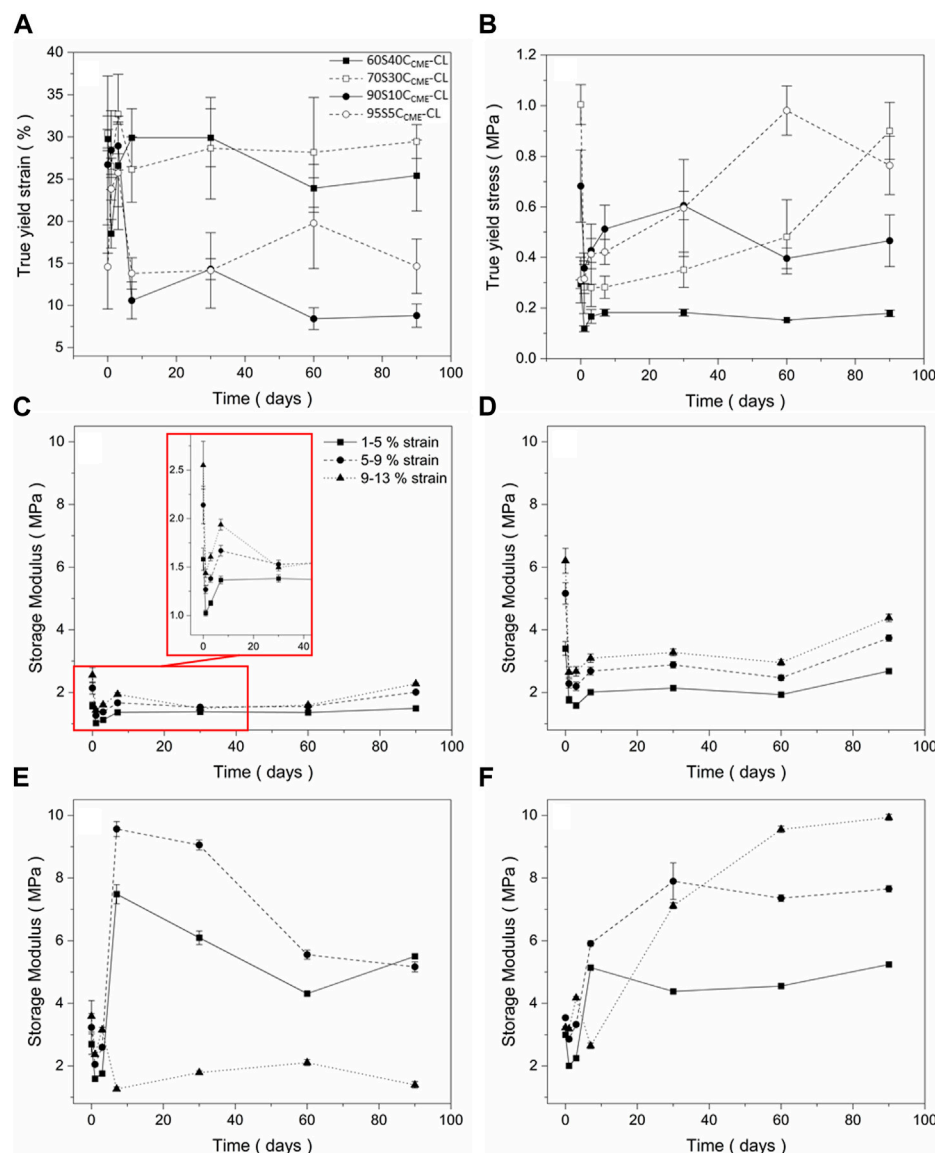 A
True yield strain ( % )
40
35
30
25
20
15
10
5
0 20 40 60 80 100
Time ( days )
60S40C_CME-CL
70S30C_CME-CL
90S10C_CME-CL
95S5C_CME-CL
B
True yield stress ( MPa )
1.2
1.0
0.8
0.6
0.4
0.2
0.0
0 20 40 60 80 100
Time ( days )
C
Storage Modulus ( MPa )
10
8
6
4
2
0 20 40 60 80 100
Time ( days )
2.5
2.0
1.5
1.0
0 20 40
1-5 % strain
5-9 % strain
9-13 % strain
D
Storage Modulus ( MPa )
10
8
6
4
2
0 20 40 60 80 100
Time ( days )
E
Storage Modulus ( MPa )
10
8
6
4
2
0 20 40 60 80 100
Time ( days )
F
Storage Modulus ( MPa )
10
8
6
4
2
0 20 40 60 80 100
Time ( days )